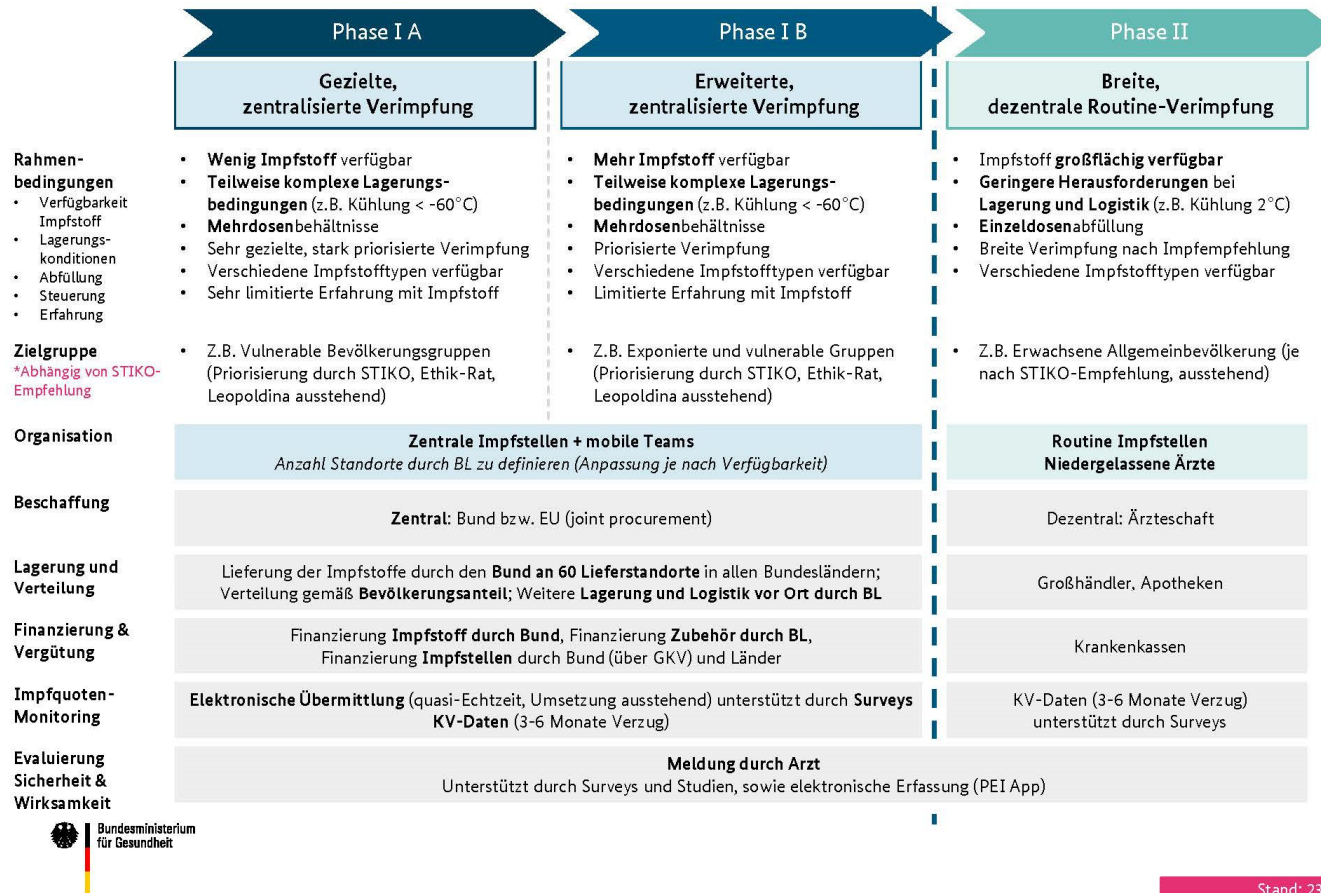 Phase I A
Phase I B
Phase II
Gezielte,
zentralisierte Verimpfung
Erweiterte,
zentralisierte Verimpfung
Breite,
dezentrale Routine-Verimpfung
Rahmen-
bedingungen
• Verfügbarkeit
Impfstoff
• Lagerungs-
konditionen
• Abfüllung
• Steuerung
• Erfahrung
• Wenig Impfstoff verfügbar
• Teilweise komplexe Lagerungs-
bedingungen (z.B. Kühlung < -60°C)
• Mehrdosenbehältnisse
• Sehr gezielte, stark priorisierte Verimpfung
• Verschiedene Impfstofftypen verfügbar
• Sehr limitierte Erfahrung mit Impfstoff
• Mehr Impfstoff verfügbar
• Teilweise komplexe Lagerungs-
bedingungen (z.B. Kühlung < -60°C)
• Mehrdosenbehältnisse
• Priorisierte Verimpfung
• Verschiedene Impfstofftypen verfügbar
• Limitierte Erfahrung mit Impfstoff
• Impfstoff großflächig verfügbar
• Geringere Herausforderungen bei
Lagerung und Logistik (z.B. Kühlung 2°C)
• Einzeldosenabfüllung
• Breite Verimpfung nach Impfempfehlung
• Verschiedene Impfstofftypen verfügbar
Zielgruppe
*Abhängig von STIKO-
Empfehlung
• Z.B. Vulnerable Bevölkerungsgruppen
(Priorisierung durch STIKO, Ethik-Rat,
Leopoldina ausstehend)
• Z.B. Exponierte und vulnerable Gruppen
(Priorisierung durch STIKO, Ethik-Rat,
Leopoldina ausstehend)
• Z.B. Erwachsene Allgemeinbevölkerung (je
nach STIKO-Empfehlung, ausstehend)
Organisation
Zentrale Impfstellen + mobile Teams
Anzahl Standorte durch BL zu definieren (Anpassung je nach Verfügbarkeit)
Routine Impfstellen
Niedergelassene Ärzte
Beschaffung
Zentral: Bund bzw. EU (joint procurement)
Dezentral: Ärzteschaft
Lagerung und
Verteilung
Lieferung der Impfstoffe durch den Bund an 60 Lieferstandorte in allen Bundesländern;
Verteilung gemäß Bevölkerungsanteil; Weitere Lagerung und Logistik vor Ort durch BL
Großhändler, Apotheken
Finanzierung &
Vergütung
Finanzierung Impfstoff durch Bund, Finanzierung Zubehör durch BL,
Finanzierung Impfstellen durch Bund (über GKV) und Länder
Krankenkassen
Impfquoten-
Monitoring
Elektronische Übermittlung (quasi-Echtzeit, Umsetzung ausstehend) unterstützt durch Surveys
KV-Daten (3-6 Monate Verzug)
KV-Daten (3-6 Monate Verzug)
unterstützt durch Surveys
Evaluierung
Sicherheit &
Wirksamkeit
Meldung durch Arzt
Unterstützt durch Surveys und Studien, sowie elektronische Erfassung (PEI App)
Bundesministerium
für Gesundheit
Stand: 23